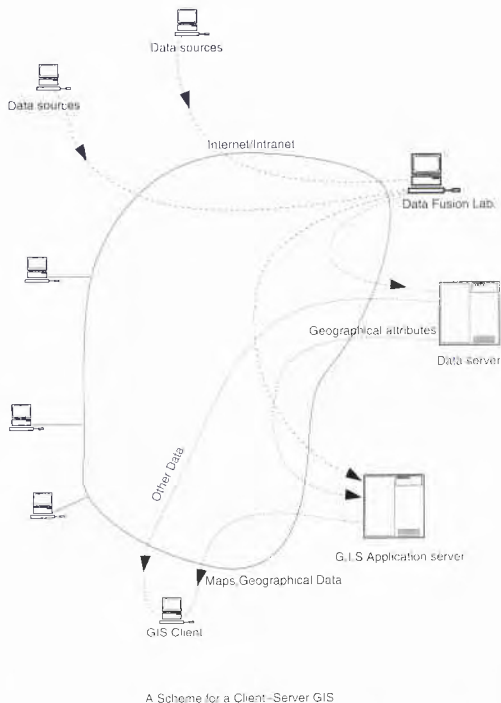 Data sources
Data sources
Internet/Intranet
Data Fusion Lab.
Geographical attributes
Data server
Other Data
G.I.S Application server
Maps,Geographical Data
GIS Client
A Scheme for a Client-Server GIS